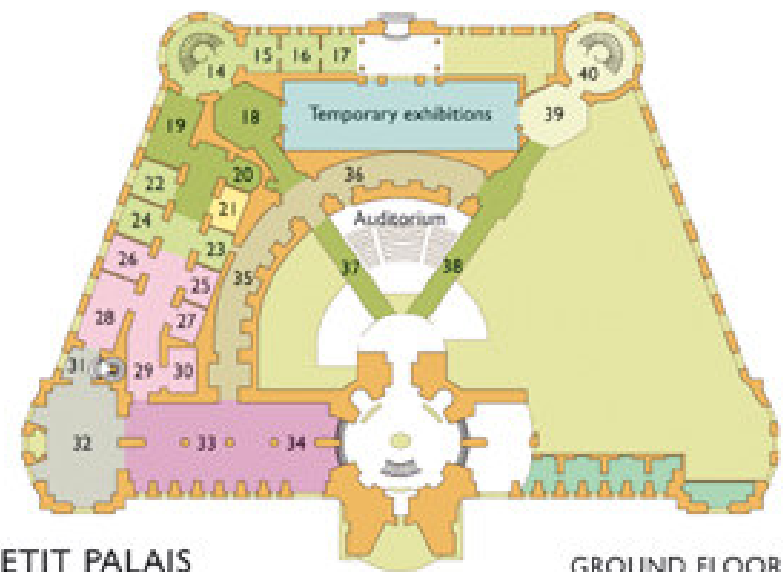 15 16 17
14 40
19 18 Temporary exhibitions 39
20 36
22
21 Auditorium
24
23
26 37 38
25 35
28 27
31 29 30
32 33 34
ETIT PALAIS GROUND FLOOR